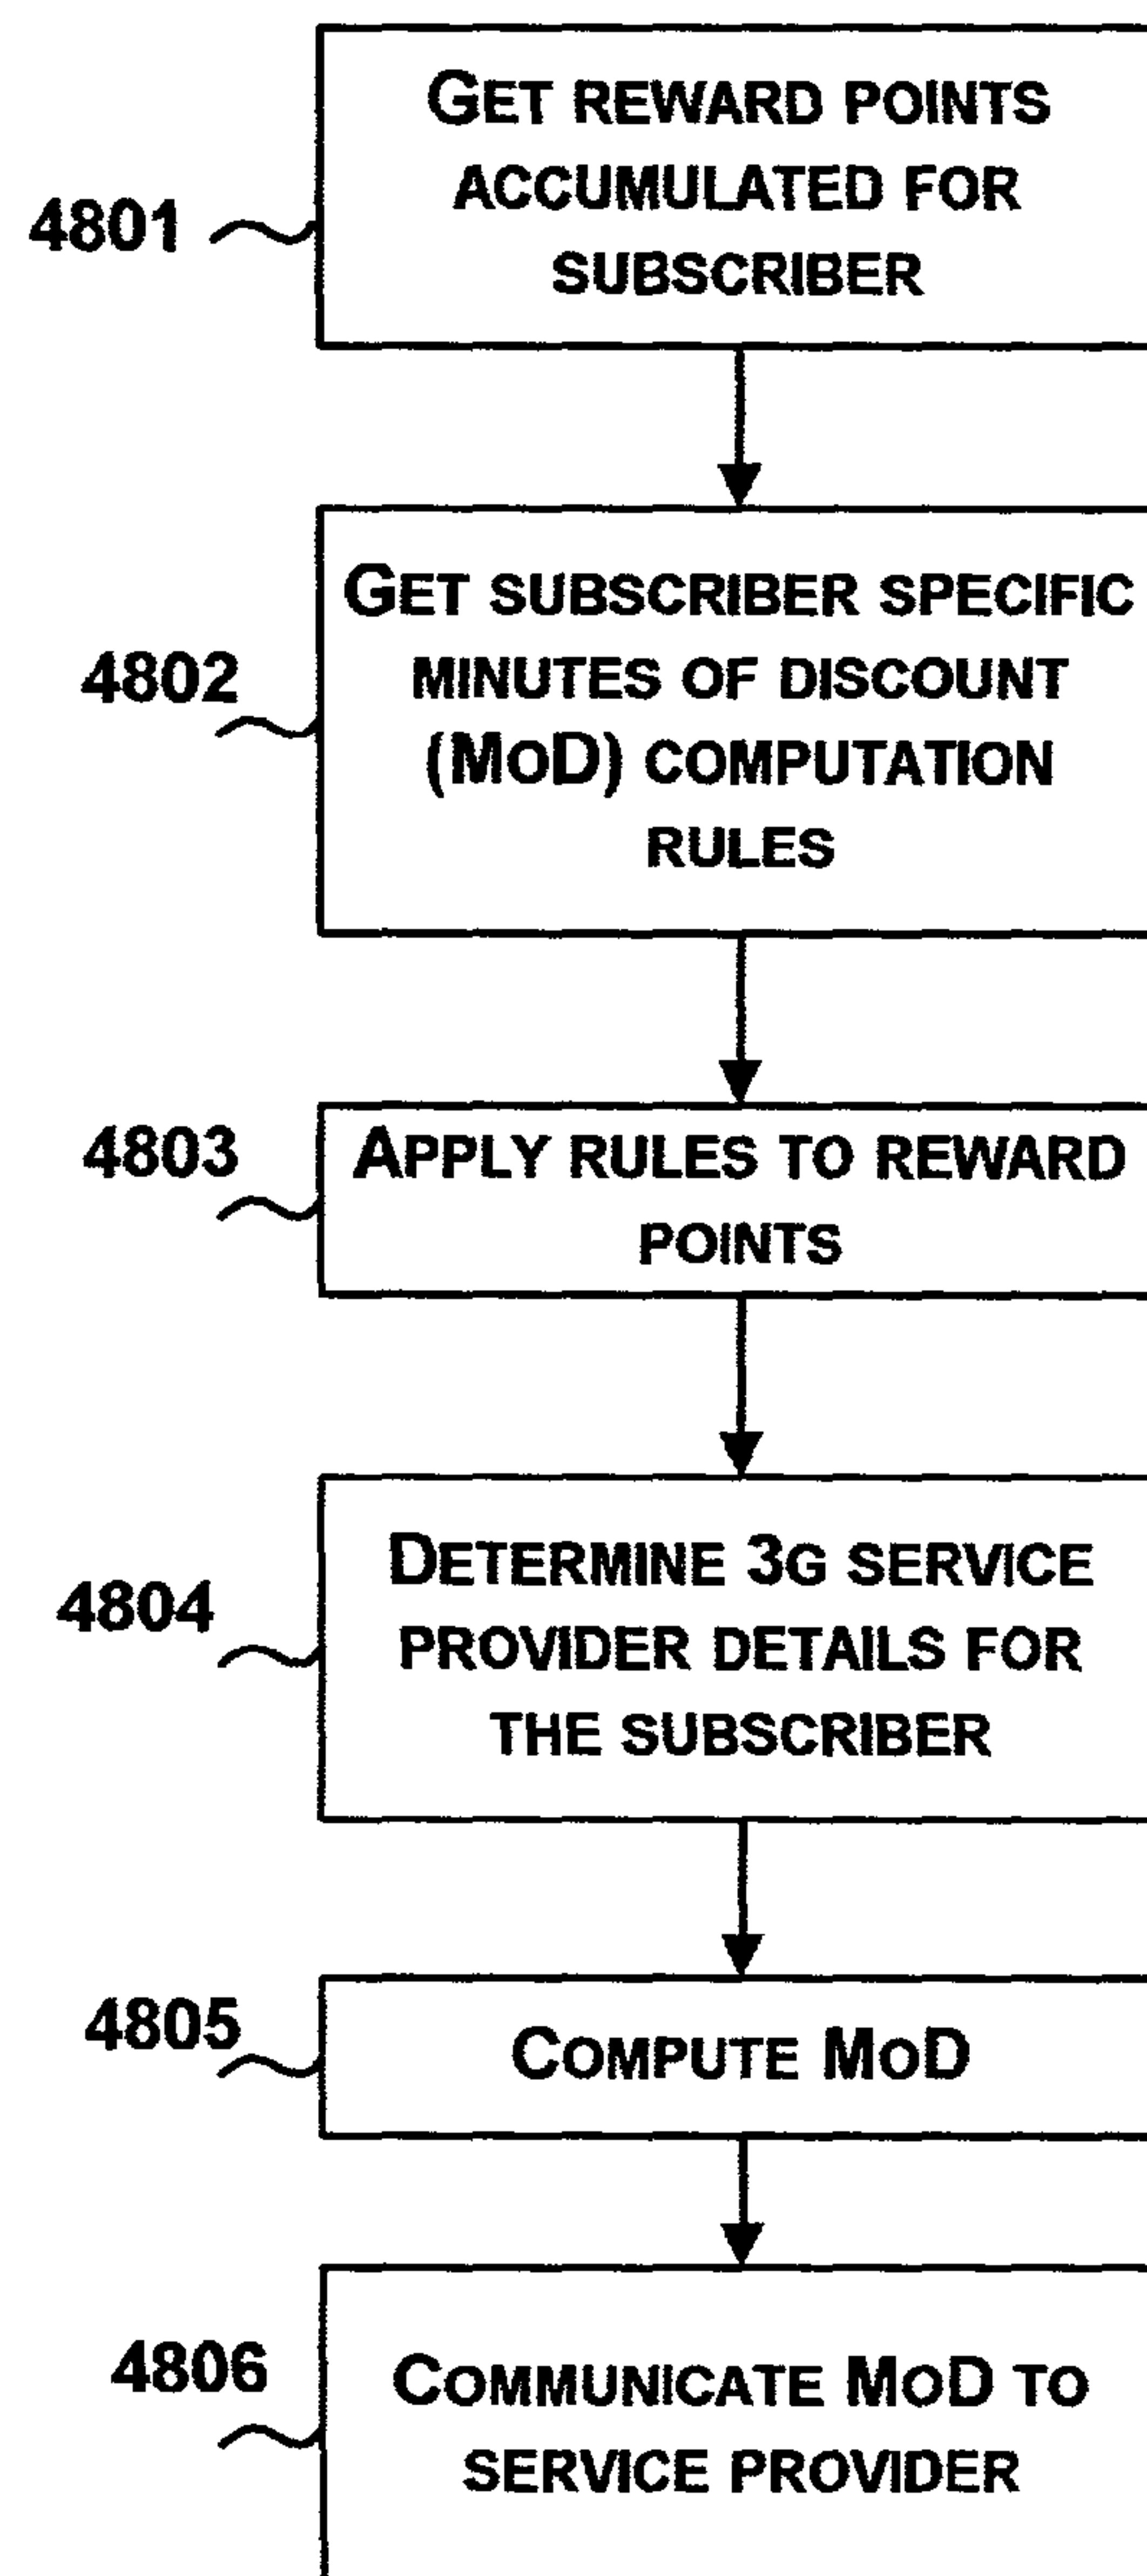 GET REWARD POINTS
ACCUMULATED FOR
SUBSCRIBER
4801
GET SUBSCRIBER SPECIFIC
MINUTES OF DISCOUNT
(MOD) COMPUTATION
RULES
4802
APPLY RULES TO REWARD
POINTS
4803
DETERMINE 3G SERVICE
PROVIDER DETAILS FOR
THE SUBSCRIBER
4804
COMPUTE MOD
4805
COMMUNICATE MOD TO
SERVICE PROVIDER
4806